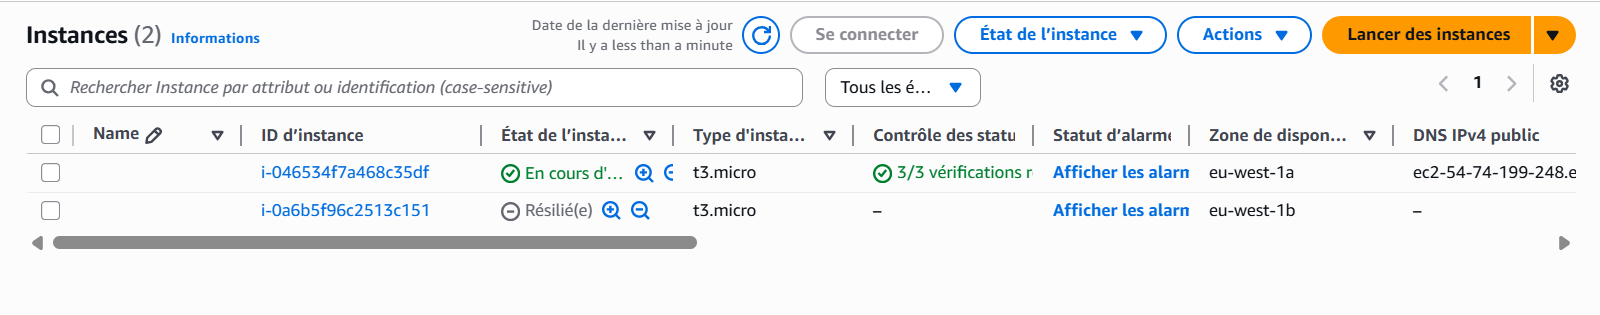 Instances (2) Informations
Date de la dernière mise à jour
Il y a less than a minute
Se connecter
État de l'instance
Actions
Lancer des instances
Rechercher Instance par attribut ou identification (case-sensitive)
Tous les é...
1
Name ID d'instance État de l'insta... Type d'insta... Contrôle des statu Statut d'alarme Zone de dispon... DNS IPv4 public
i-046534f7a468c35df En cours d'... t3.micro 3/3 vérifications r Afficher les alarn eu-west-1a ec2-54-74-199-248.e
i-0a6b5f96c2513c151 Résilié(e) t3.micro – Afficher les alarn eu-west-1b –